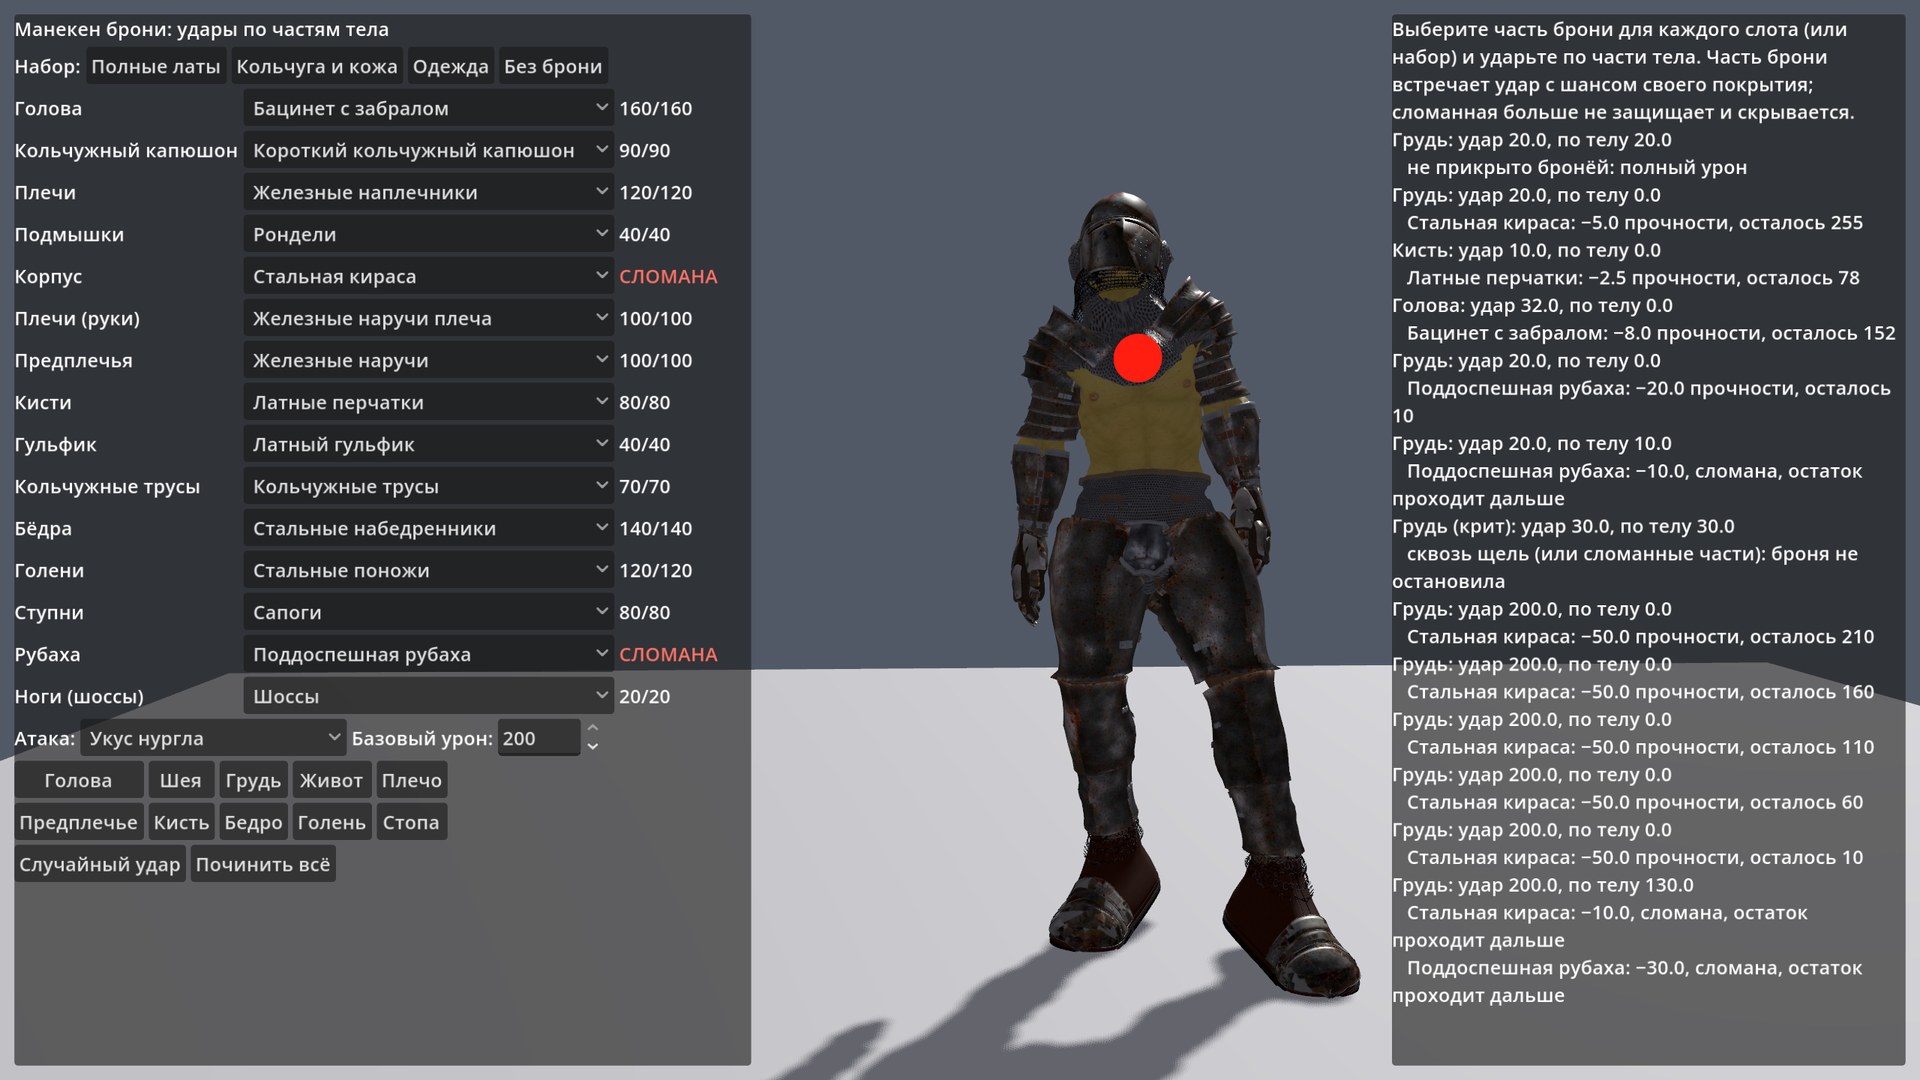 Манекен брони: удары по частям тела
Набор: Полные латы Кольчуга и кожа Одежда Без брони
Голова Бацинет с забралом 160/160
Кольчужный капюшон Короткий кольчужный капюшон 90/90
Плечи Железные наплечники 120/120
Подмышки Рондели 40/40
Корпус Стальная кираса СЛОМАНА
Плечи (руки) Железные наручи плеча 100/100
Предплечья Железные наручи 100/100
Кисти Латные перчатки 80/80
Гульфик Латный гульфик 40/40
Кольчужные трусы Кольчужные трусы 70/70
Бёдра Стальные набедренники 140/140
Голени Стальные поножи 120/120
Ступни Сапоги 80/80
Рубаха Поддоспешная рубаха СЛОМАНА
Ноги (шоссы) Шоссы 20/20
Атака: Укус нургла Базовый урон: 200
Голова Шея Грудь Живот Плечо
Предплечье Кисть Бедро Голень Стопа
Случайный удар Починить всё
Выберите часть брони для каждого слота (или
набор) и ударьте по части тела. Часть брони
встречает удар с шансом своего покрытия;
сломанная больше не защищает и скрывается.
Грудь: удар 20.0, по телу 20.0
не прикрыто бронёй: полный урон
Грудь: удар 20.0, по телу 0.0
Стальная кираса: −5.0 прочности, осталось 255
Кисть: удар 10.0, по телу 0.0
Латные перчатки: −2.5 прочности, осталось 78
Голова: удар 32.0, по телу 0.0
Бацинет с забралом: −8.0 прочности, осталось 152
Грудь: удар 20.0, по телу 0.0
Поддоспешная рубаха: −20.0 прочности, осталось
10
Грудь: удар 20.0, по телу 10.0
Поддоспешная рубаха: −10.0, сломана, остаток
проходит дальше
Грудь (крит): удар 30.0, по телу 30.0
сквозь щель (или сломанные части): броня не
остановила
Грудь: удар 200.0, по телу 0.0
Стальная кираса: −50.0 прочности, осталось 210
Грудь: удар 200.0, по телу 0.0
Стальная кираса: −50.0 прочности, осталось 160
Грудь: удар 200.0, по телу 0.0
Стальная кираса: −50.0 прочности, осталось 110
Грудь: удар 200.0, по телу 0.0
Стальная кираса: −50.0 прочности, осталось 60
Грудь: удар 200.0, по телу 0.0
Стальная кираса: −50.0 прочности, осталось 10
Грудь: удар 200.0, по телу 130.0
Стальная кираса: −10.0, сломана, остаток
проходит дальше
Поддоспешная рубаха: −30.0, сломана, остаток
проходит дальше